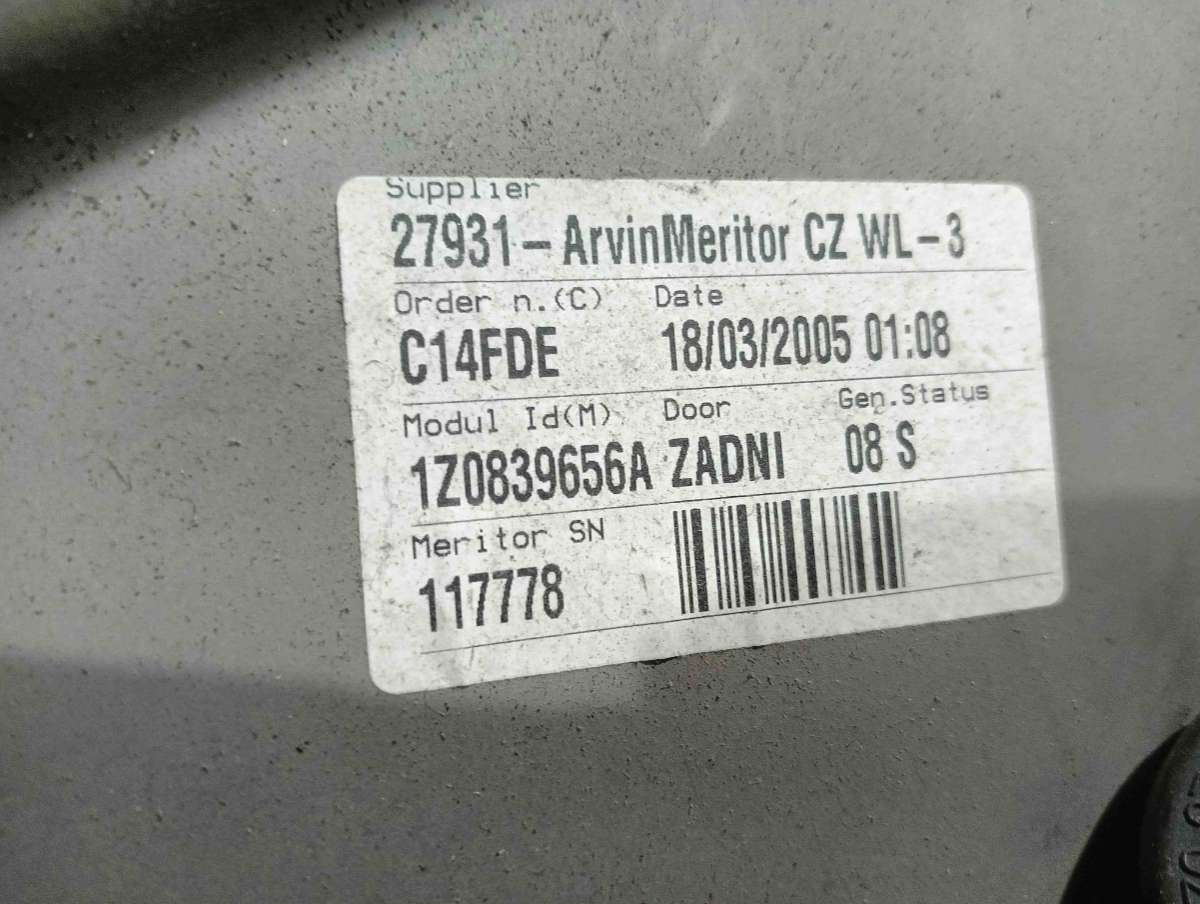 Supplier
27931-ArvinMeritor CZ WL-3
Order n.(C) Date
C14FDE 18/03/2005 01:08
Modul Id(M) Door Gen.Status
1Z0839656A ZADNI 08 S
Meritor SN
117778